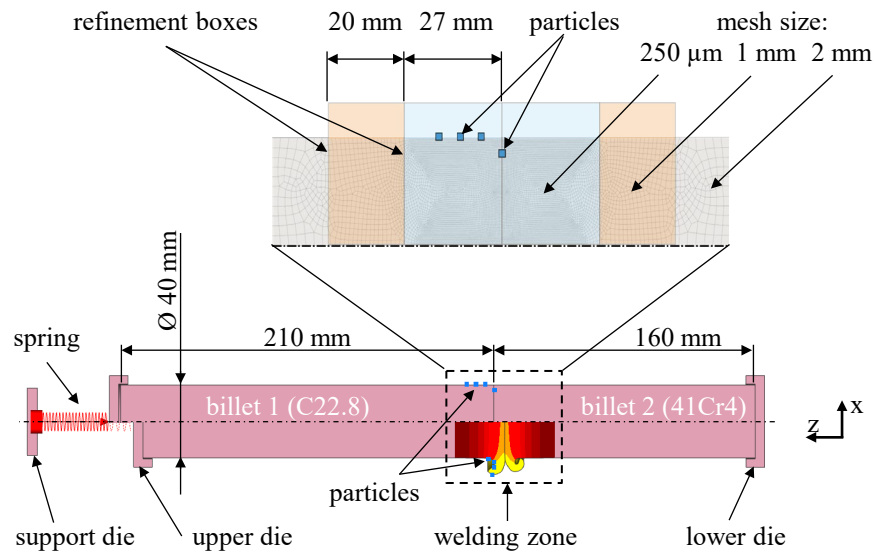 refinement boxes
20 mm
27 mm
particles
mesh size:
250 µm 1 mm 2 mm
Ø 40 mm
210 mm
160 mm
spring
billet 1 (C22.8)
billet 2 (41Cr4)
x
z
particles
support die
upper die
welding zone
lower die